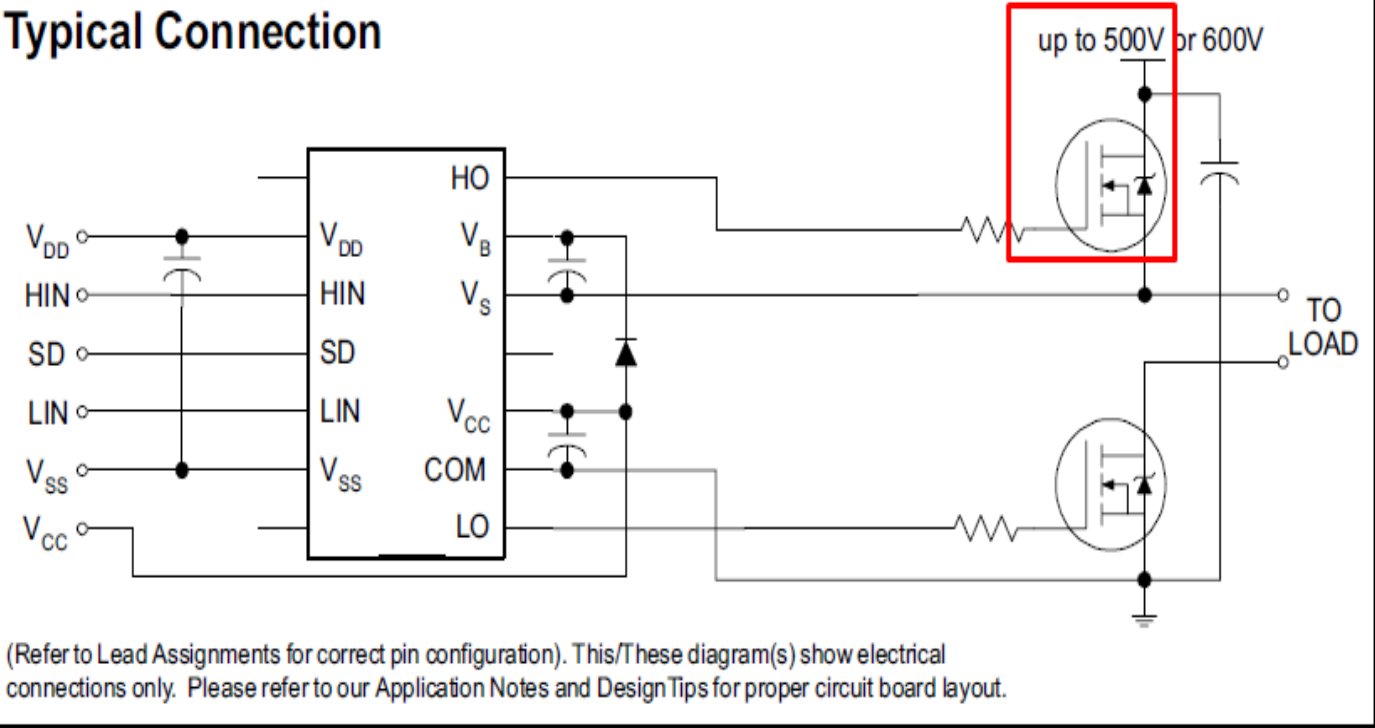 Typical Connection
up to 500V or 600V
HO
VDD
VDD
VB
HIN
HIN
VS
TO
LOAD
SD
SD
LIN
LIN
VCC
VSS
VSS
COM
VCC
LO
(Refer to Lead Assignments for correct pin configuration). This/These diagram(s) show electrical
connections only. Please refer to our Application Notes and DesignTips for proper circuit board layout.